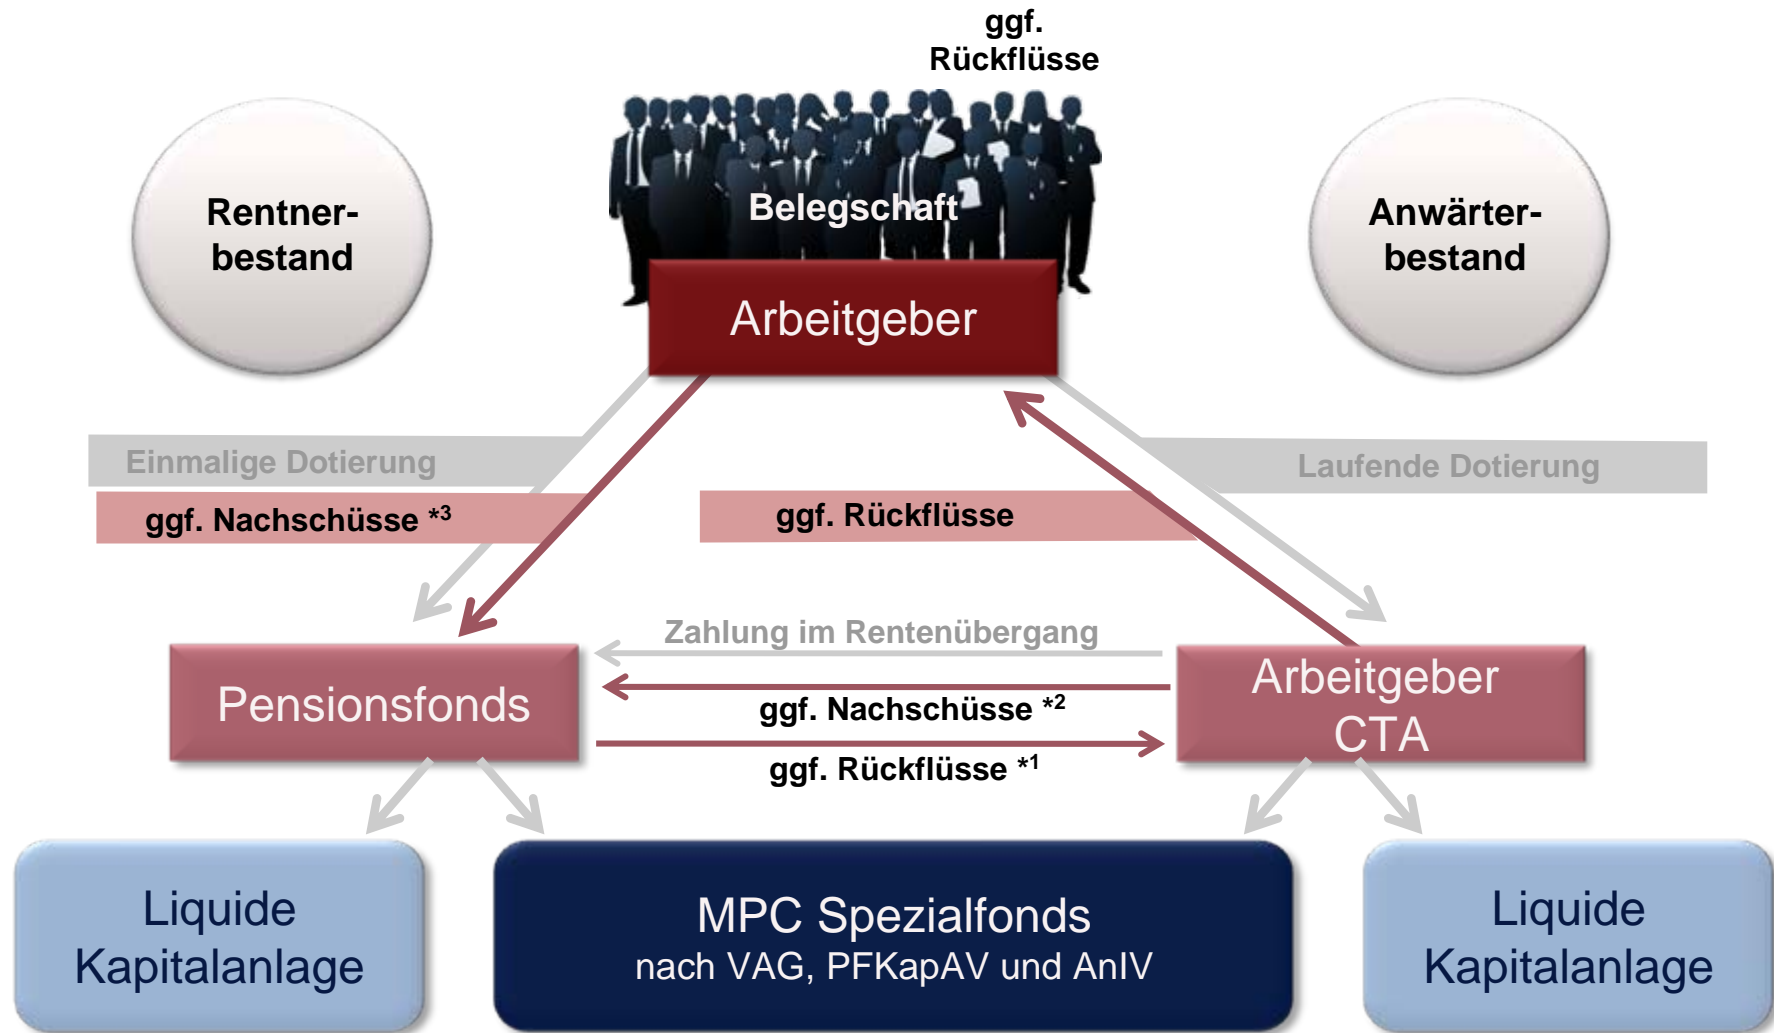 ggf.
Rückflüsse
Rentner-
bestand
Belegschaft
Anwärter-
bestand
Arbeitgeber
Einmalige Dotierung
Laufende Dotierung
ggf. Nachschüsse *3
ggf. Rückflüsse
Zahlung im Rentenübergang
Pensionsfonds
ggf. Nachschüsse *2
ggf. Rückflüsse *1
Arbeitgeber
CTA
Liquide
Kapitalanlage
MPC Spezialfonds
nach VAG, PFKapAV und AnlV
Liquide
Kapitalanlage